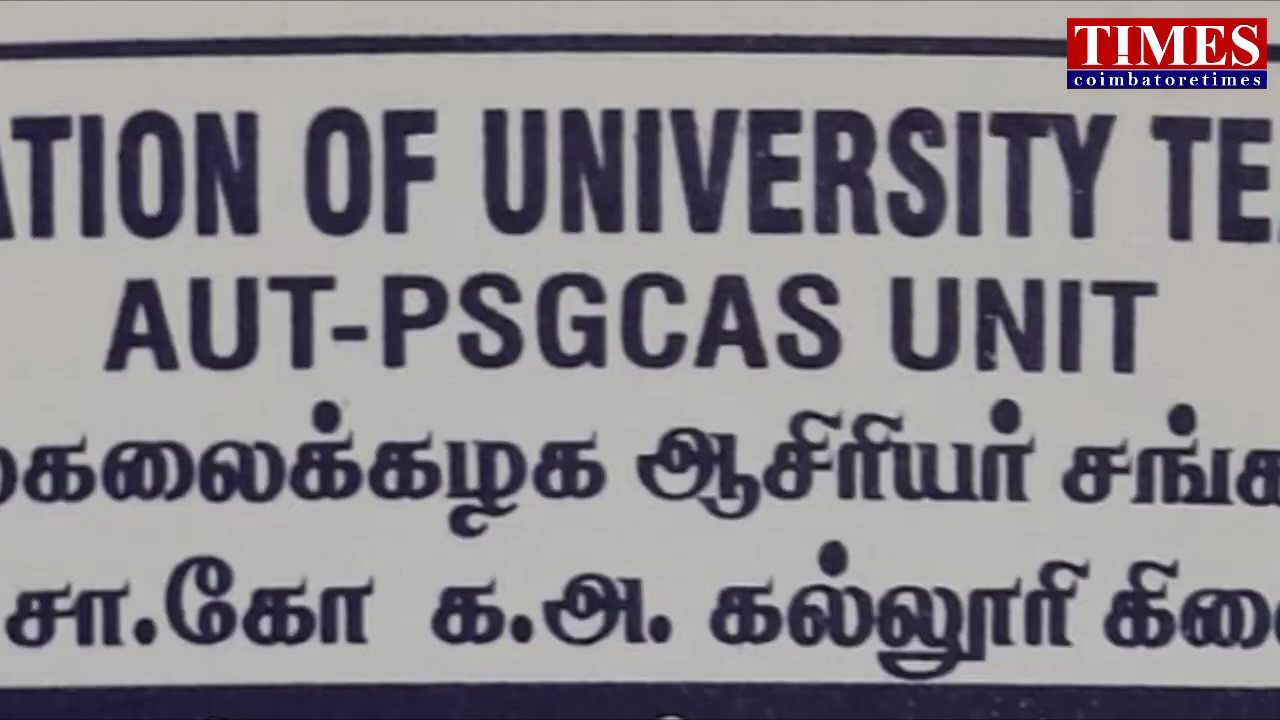 TIMES
coimbatoretimes
ATION OF UNIVERSITY TE
AUT-PSGCAS UNIT
கலைக்கழக ஆசிரியர் சங்க
சா.கோ க.அ. கல்லூரி கிளை